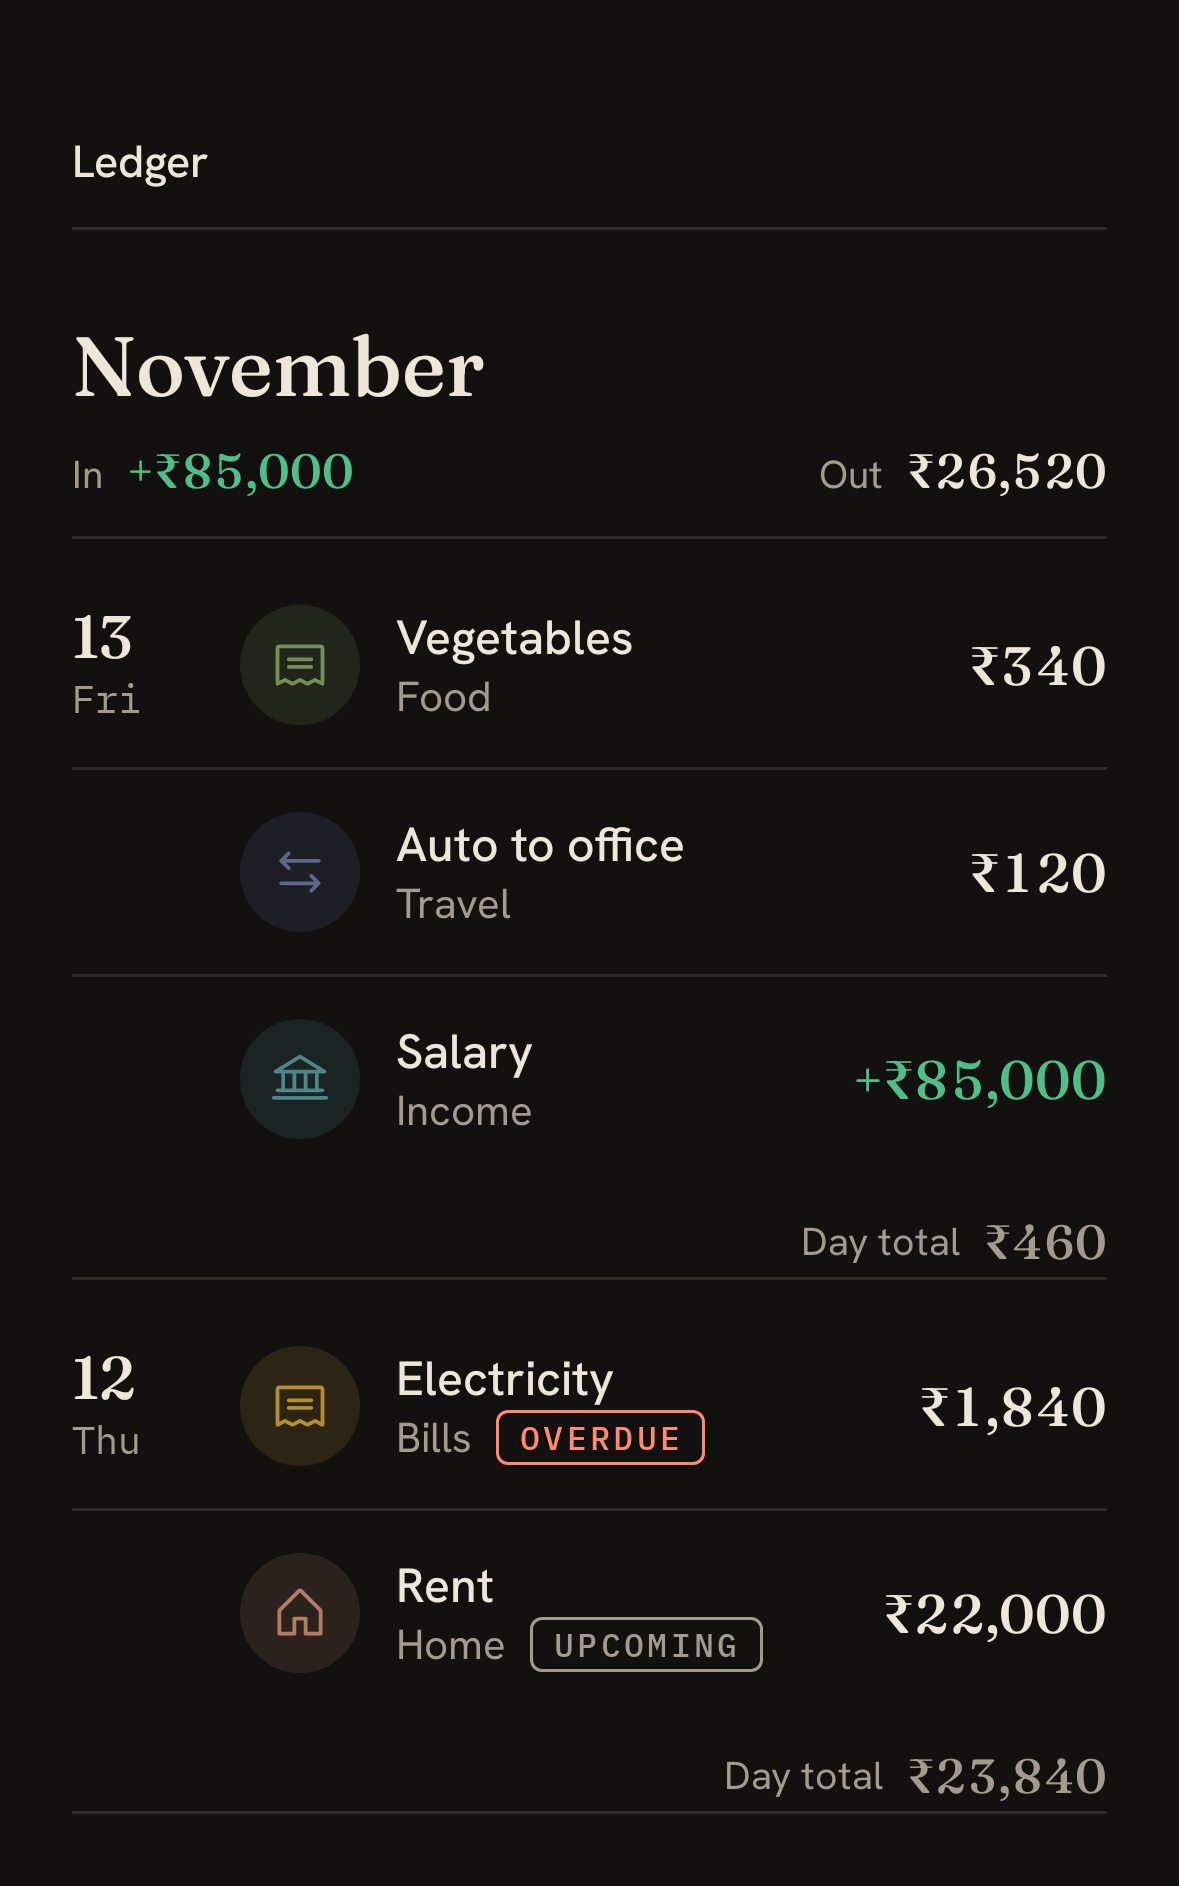 Ledger
November
In +₹85,000 Out ₹26,520
13 Fri
Vegetables ₹340
Food
Auto to office ₹120
Travel
Salary +₹85,000
Income
Day total ₹460
12 Thu
Electricity ₹1,840
Bills OVERDUE
Rent ₹22,000
Home UPCOMING
Day total ₹23,840